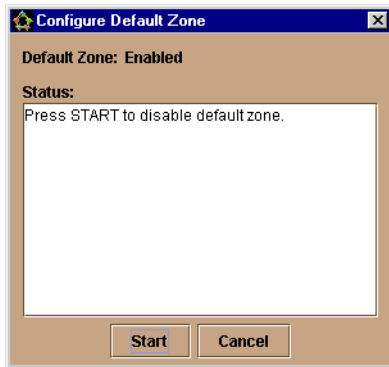 Configure Default Zone
Default Zone: Enabled
Status:
Press START to disable default zone.
Start Cancel